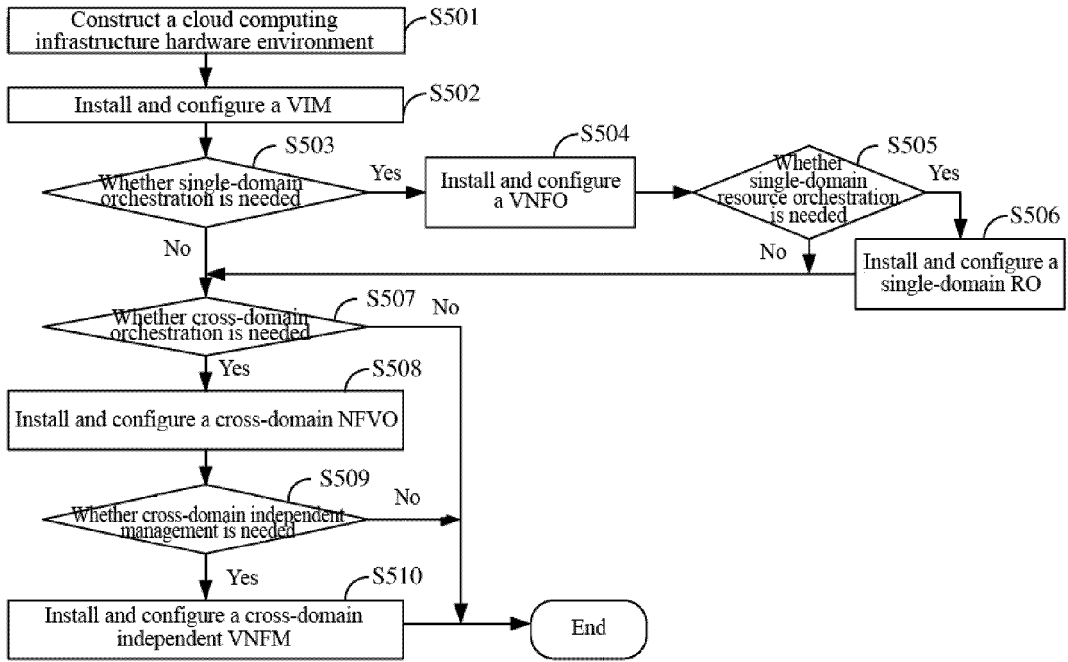 Construct a cloud computing
infrastructure hardware environment
S501
Install and configure a VIM
S502
S503
Whether single-domain
orchestration is needed
Yes
No
S504
Install and configure
a VNFO
S505
Whether
single-domain
resource orchestration
is needed
Yes
No
S506
Install and configure a
single-domain RO
S507
Whether cross-domain
orchestration is needed
No
Yes
S508
Install and configure a cross-domain NFVO
S509
Whether cross-domain independent
management is needed
No
Yes
S510
Install and configure a cross-domain
independent VNFM
End